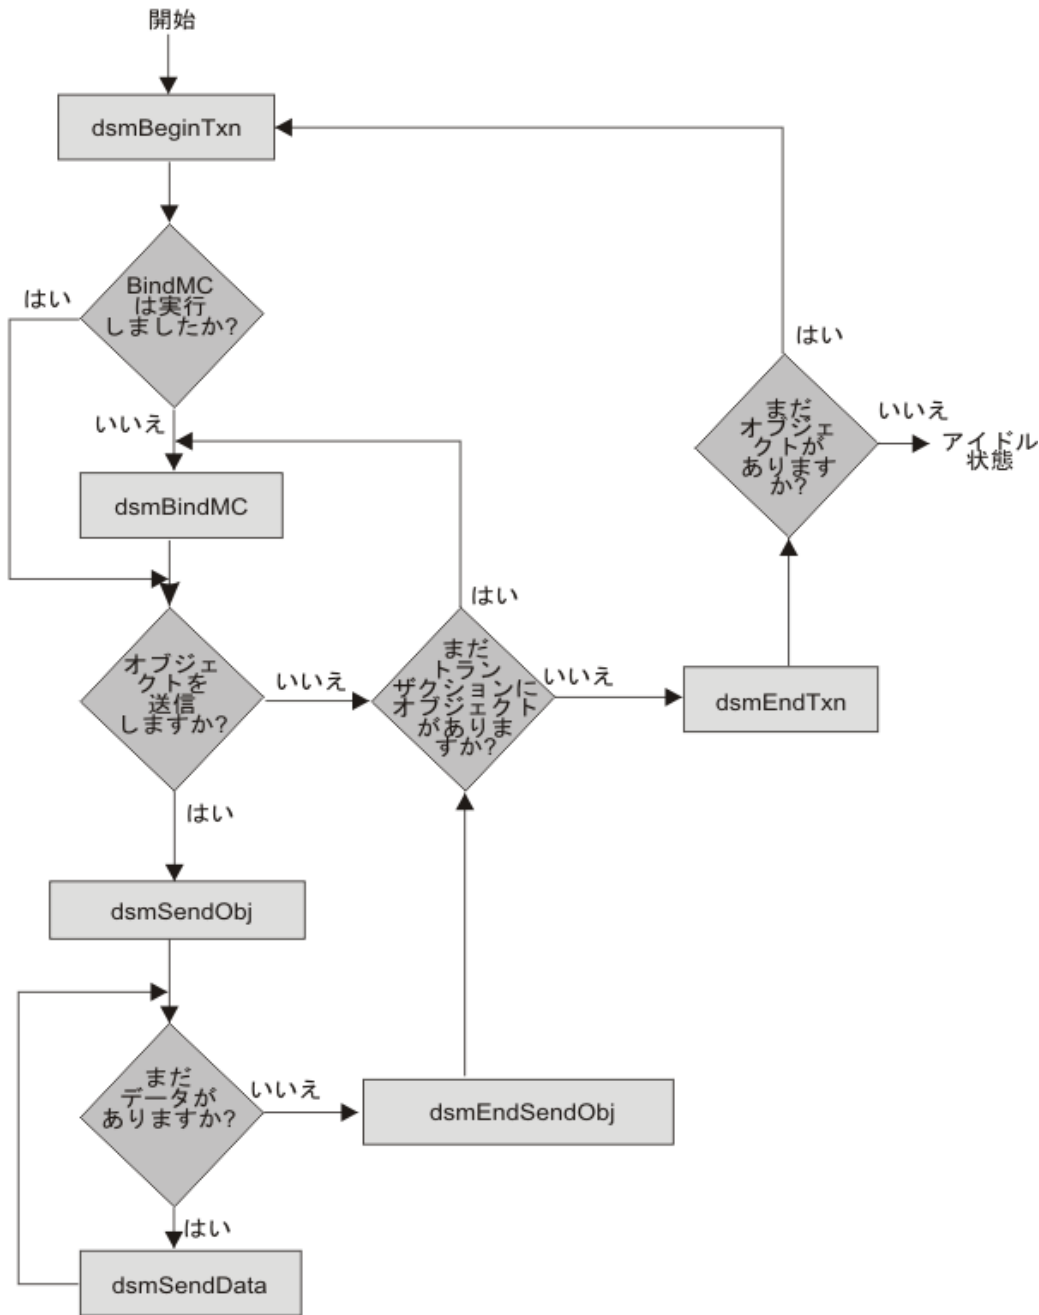 開始
dsmBeginTxn
BindMC
は実行
しましたか?
はい
いいえ
dsmBindMC
オブジェ
クトを
送信
しますか?
いいえ
はい
まだ
トラン
ザクションに
オブジェクト
がありま
すか?
はい
いいえ
dsmEndTxn
まだ
オブジェ
クトが
あります
か?
はい
いいえ
アイドル
状態
dsmSendObj
まだ
データが
ありますか?
いいえ
dsmEndSendObj
はい
dsmSendData